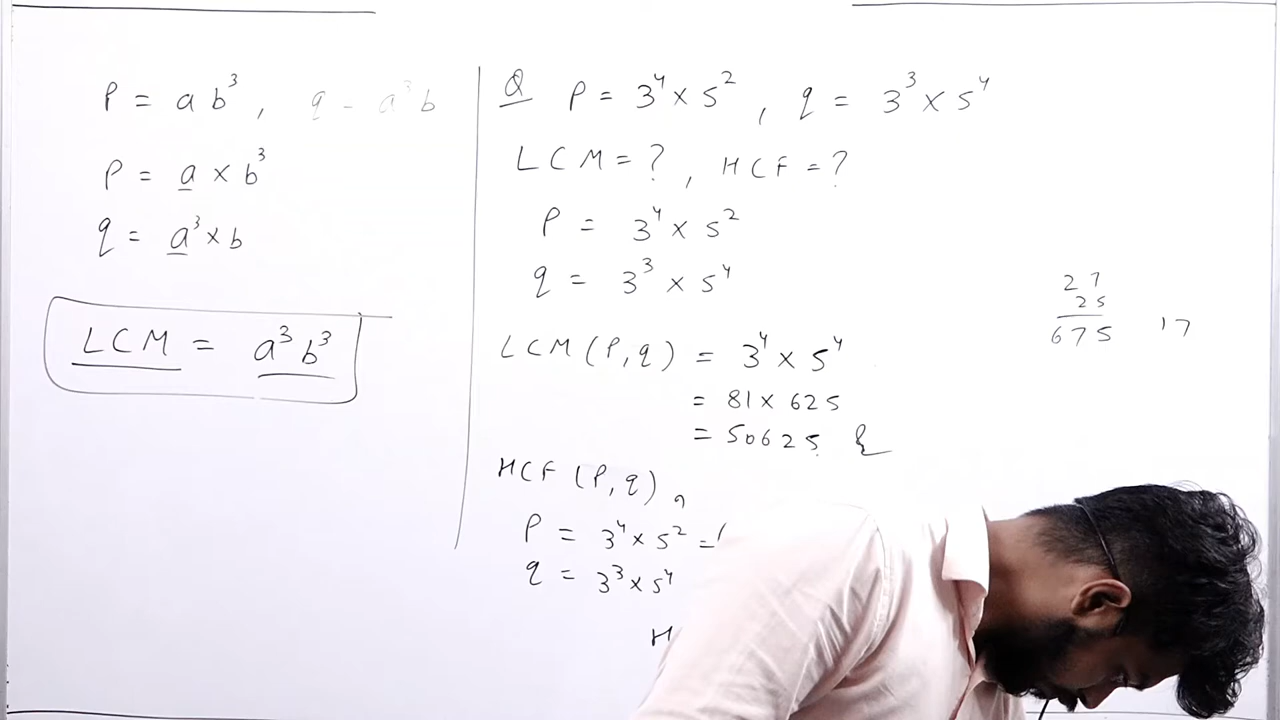 P = ab³, q = a³b
P = a × b³
q = a³ × b
LCM = a³b³
Q P = 3⁴ × 5², q = 3³ × 5⁴
LCM = ?, HCF = ?
P = 3⁴ × 5²
q = 3³ × 5⁴
LCM (P, q) = 3⁴ × 5⁴
= 81 × 625
= 50625
HCF (P, q),
P = 3⁴ × 5² =
q = 3³ × 5⁴
H
27
25
675 17